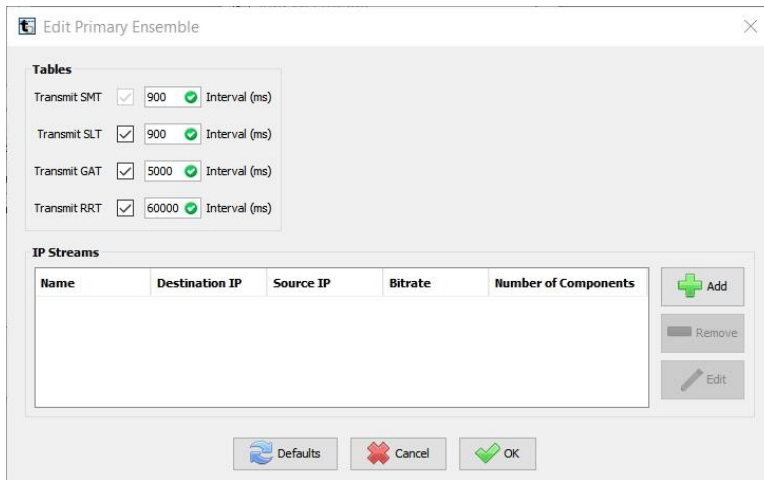 Edit Primary Ensemble
Tables
Transmit SMT 900 Interval (ms)
Transmit SLT 900 Interval (ms)
Transmit GAT 5000 Interval (ms)
Transmit RRT 60000 Interval (ms)
IP Streams
Name Destination IP Source IP Bitrate Number of Components
Add
Remove
Edit
Defaults Cancel OK